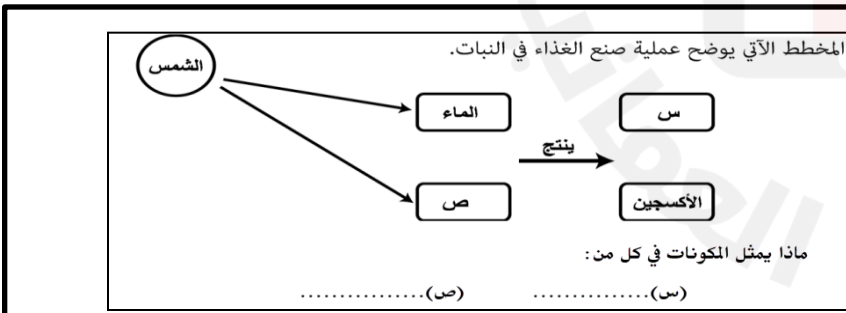 المخطط الآتي يوضح عملية صنع الغذاء في النبات.
الشمس
س
الماء
ينتج
الأكسجين
ص
ماذا يمثل المكونات في كل من:
(س)............... (ص)................